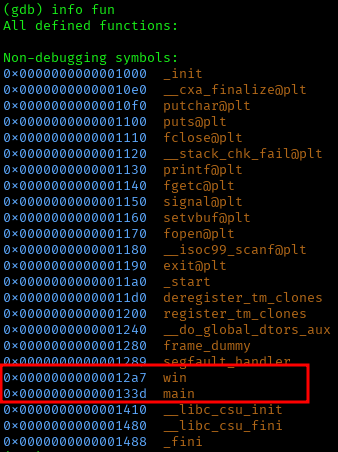 (gdb) info fun
All defined functions:
Non-debugging symbols:
0x0000000000001000 _init
0x00000000000010e0 __cxa_finalize@plt
0x00000000000010f0 putchar@plt
0x0000000000001100 puts@plt
0x0000000000001110 fclose@plt
0x0000000000001120 __stack_chk_fail@plt
0x0000000000001130 printf@plt
0x0000000000001140 fgetc@plt
0x0000000000001150 signal@plt
0x0000000000001160 setvbuf@plt
0x0000000000001170 fopen@plt
0x0000000000001180 __isoc99_scanf@plt
0x0000000000001190 exit@plt
0x00000000000011a0 _start
0x00000000000011d0 deregister_tm_clones
0x0000000000001200 register_tm_clones
0x0000000000001240 __do_global_dtors_aux
0x0000000000001280 frame_dummy
0x0000000000001289 segfault_handler
0x00000000000012a7 win
0x000000000000133d main
0x0000000000001410 __libc_csu_init
0x0000000000001480 __libc_csu_fini
0x0000000000001488 _fini